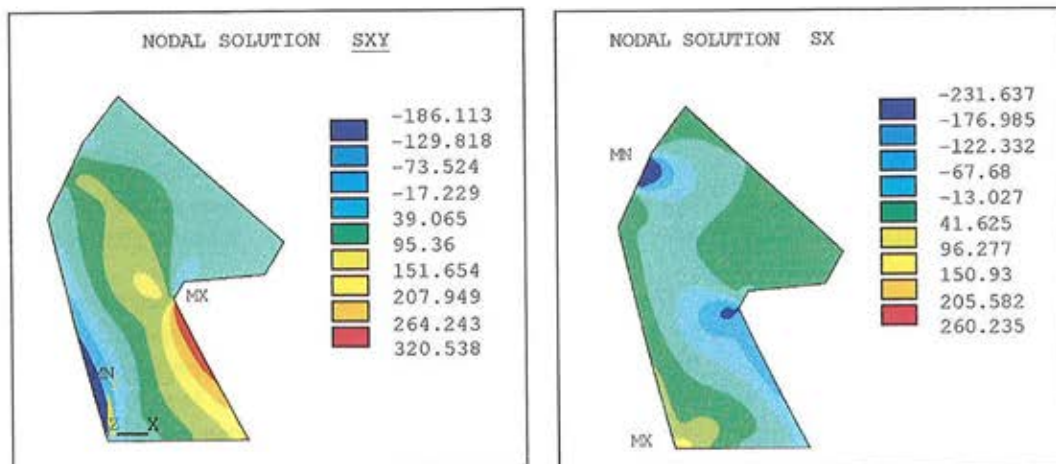 NODAL SOLUTION SXY
-186.113
-129.818
-73.524
-17.229
39.065
95.36
151.654
207.949
264.243
320.538
MX
MN
Z X
NODAL SOLUTION SX
-231.637
-176.985
-122.332
-67.68
-13.027
41.625
96.277
150.93
205.582
260.235
MN
MX